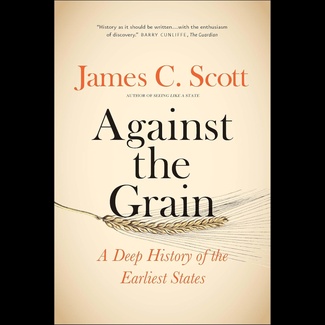 "History as it should be written....with the enthusiasm
of discovery." BARRY CUNLIFFE, The Guardian
James C. Scott
AUTHOR OF SEEING LIKE A STATE
Against
the
Grain
A Deep History of the
Earliest States